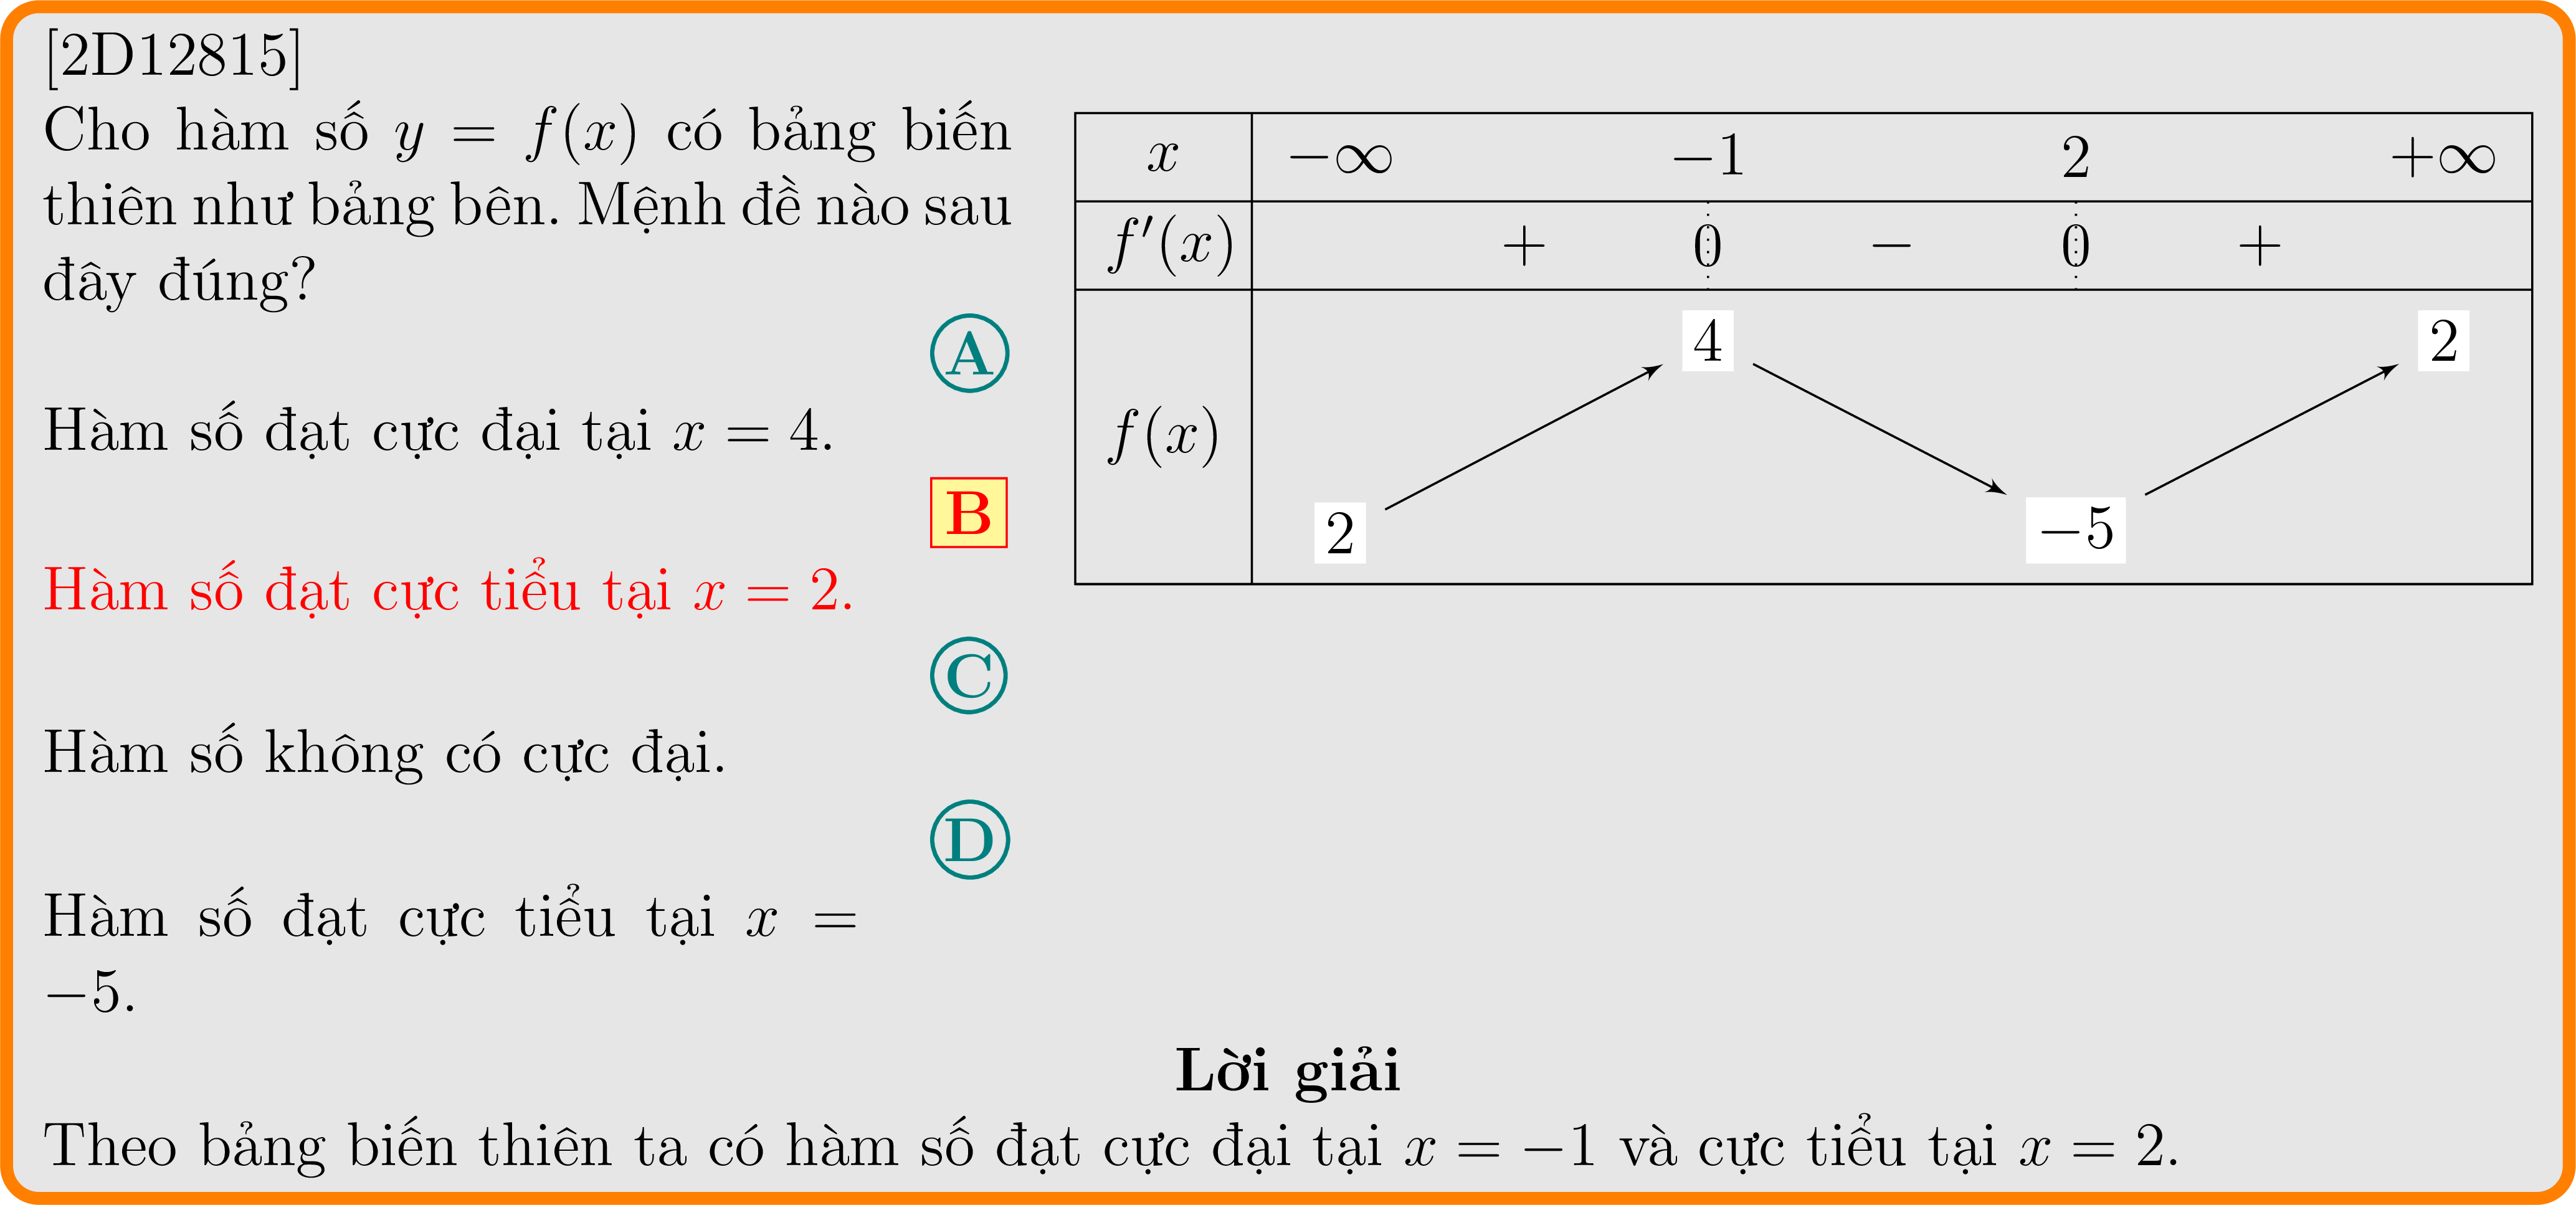 [2D12815]
Cho hàm số y = f(x) có bảng biến
thiên như bảng bên. Mệnh đề nào sau
đây đúng?
A
Hàm số đạt cực đại tại x = 4.
B
Hàm số đạt cực tiểu tại x = 2.
C
Hàm số không có cực đại.
D
Hàm số đạt cực tiểu tại x =
−5.
x −∞ −1 2 +∞
f′(x) + 0 − 0 +
f(x) 2 4 −5 2
Lời giải
Theo bảng biến thiên ta có hàm số đạt cực đại tại x = −1 và cực tiểu tại x = 2.